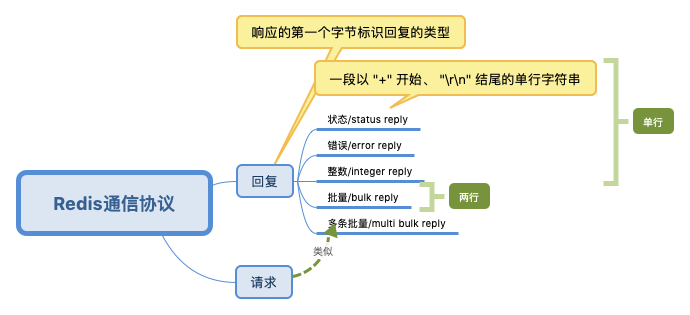 响应的第一个字节标识回复的类型
一段以 "+" 开始、 "\r\n" 结尾的单行字符串
状态/status reply
错误/error reply
单行
整数/integer reply
回复
批量/bulk reply
两行
Redis通信协议
多条批量/multi bulk reply
类似
请求